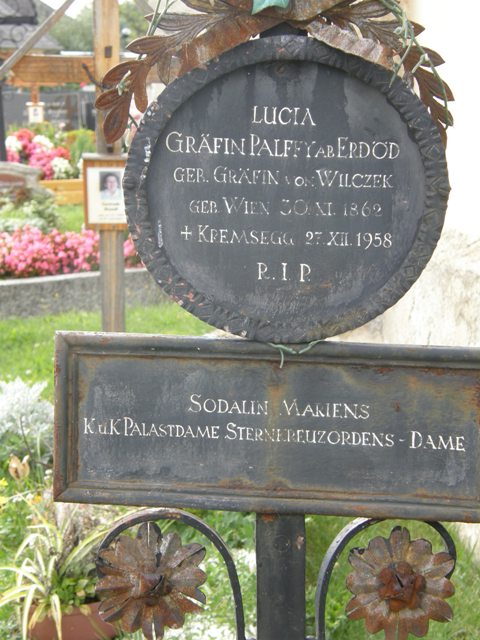 LUCIA
GRÄFIN PALFFY AB ERDÖD
GEB. GRÄFIN VON WILCZEK
GEB. WIEN 30.XI. 1862
+ KREMSEGG 27.XII. 1958
R.I.P.
SODALIN MARIENS
K.u.K PALASTDAME STERNKREUZORDENS-DAME